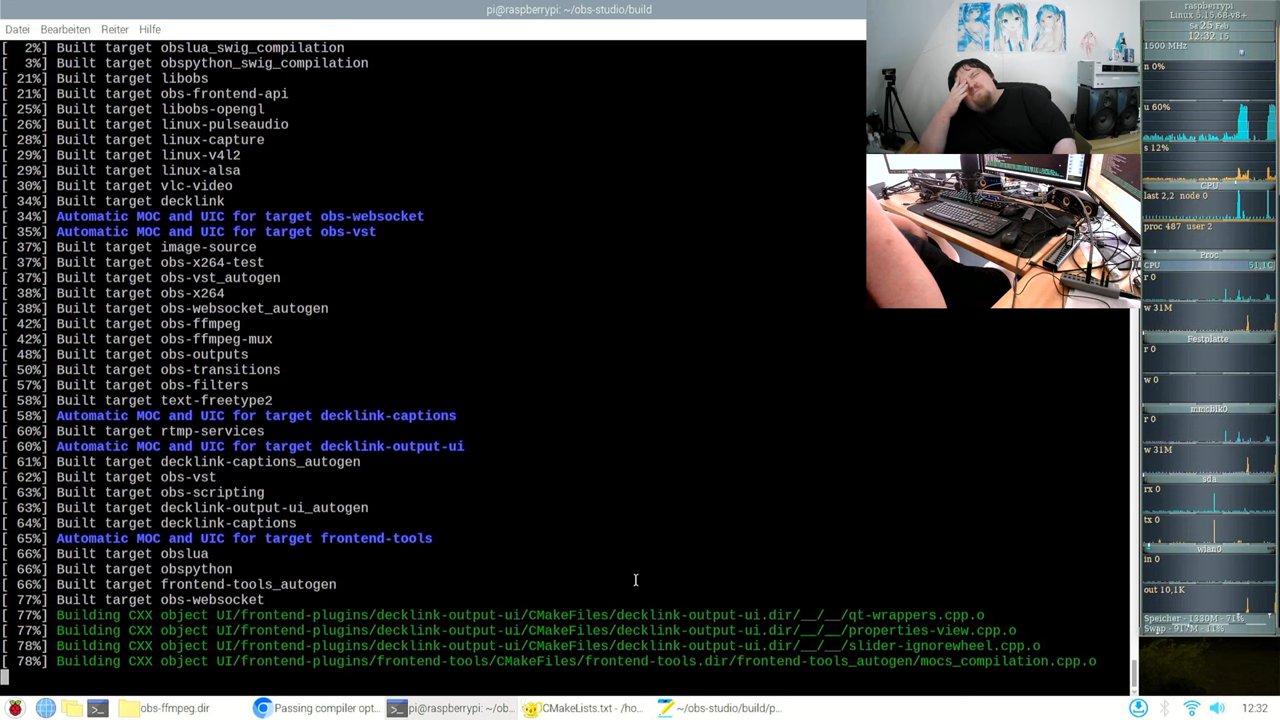 pi@raspberrypi: ~/obs-studio/build
Datei Bearbeiten Reiter Hilfe
[ 2%] Built target obslua_swig_compilation
[ 3%] Built target obspython_swig_compilation
[ 21%] Built target libobs
[ 21%] Built target obs-frontend-api
[ 25%] Built target libobs-opengl
[ 26%] Built target linux-pulseaudio
[ 28%] Built target linux-capture
[ 29%] Built target linux-v4l2
[ 29%] Built target linux-alsa
[ 30%] Built target vlc-video
[ 34%] Built target decklink
[ 34%] Automatic MOC and UIC for target obs-websocket
[ 35%] Automatic MOC and UIC for target obs-vst
[ 37%] Built target image-source
[ 37%] Built target obs-x264-test
[ 37%] Built target obs-vst_autogen
[ 38%] Built target obs-x264
[ 38%] Built target obs-websocket_autogen
[ 42%] Built target obs-ffmpeg
[ 42%] Built target obs-ffmpeg-mux
[ 48%] Built target obs-outputs
[ 50%] Built target obs-transitions
[ 57%] Built target obs-filters
[ 58%] Built target text-freetype2
[ 58%] Automatic MOC and UIC for target decklink-captions
[ 60%] Built target rtmp-services
[ 60%] Automatic MOC and UIC for target decklink-output-ui
[ 61%] Built target decklink-captions_autogen
[ 62%] Built target obs-vst
[ 63%] Built target obs-scripting
[ 63%] Built target decklink-output-ui_autogen
[ 64%] Built target decklink-captions
[ 65%] Automatic MOC and UIC for target frontend-tools
[ 66%] Built target obslua
[ 66%] Built target obspython
[ 66%] Built target frontend-tools_autogen
[ 77%] Built target obs-websocket
[ 77%] Building CXX object UI/frontend-plugins/decklink-output-ui/CMakeFiles/decklink-output-ui.dir/__/__/qt-wrappers.cpp.o
[ 77%] Building CXX object UI/frontend-plugins/decklink-output-ui/CMakeFiles/decklink-output-ui.dir/__/__/properties-view.cpp.o
[ 78%] Building CXX object UI/frontend-plugins/decklink-output-ui/CMakeFiles/decklink-output-ui.dir/__/__/slider-ignorewheel.cpp.o
[ 78%] Building CXX object UI/frontend-plugins/frontend-tools/CMakeFiles/frontend-tools.dir/frontend-tools_autogen/mocs_compilation.cpp.o
raspberrypi
Linux 5.15.68-v8+
Sa 25 Feb
12:32 15
1500 MHz
n 0%
u 60%
s 12%
CPU
last 2,2 node 0
proc 487 user 2
Proc
CPU 51,1C
r 0
w 31M
Festplatte
r 0
w 0
mmcblk0
r 0
w 31M
sda
rx 0
tx 0
wlan0
in 0
out 10,1K
Speicher - 1330M - 71%
Swap - 917M - 11%
obs-ffmpeg.dir
Passing compiler opt...
pi@raspberrypi: ~/ob...
CMakeLists.txt - /ho...
~/obs-studio/build/p...
12:32